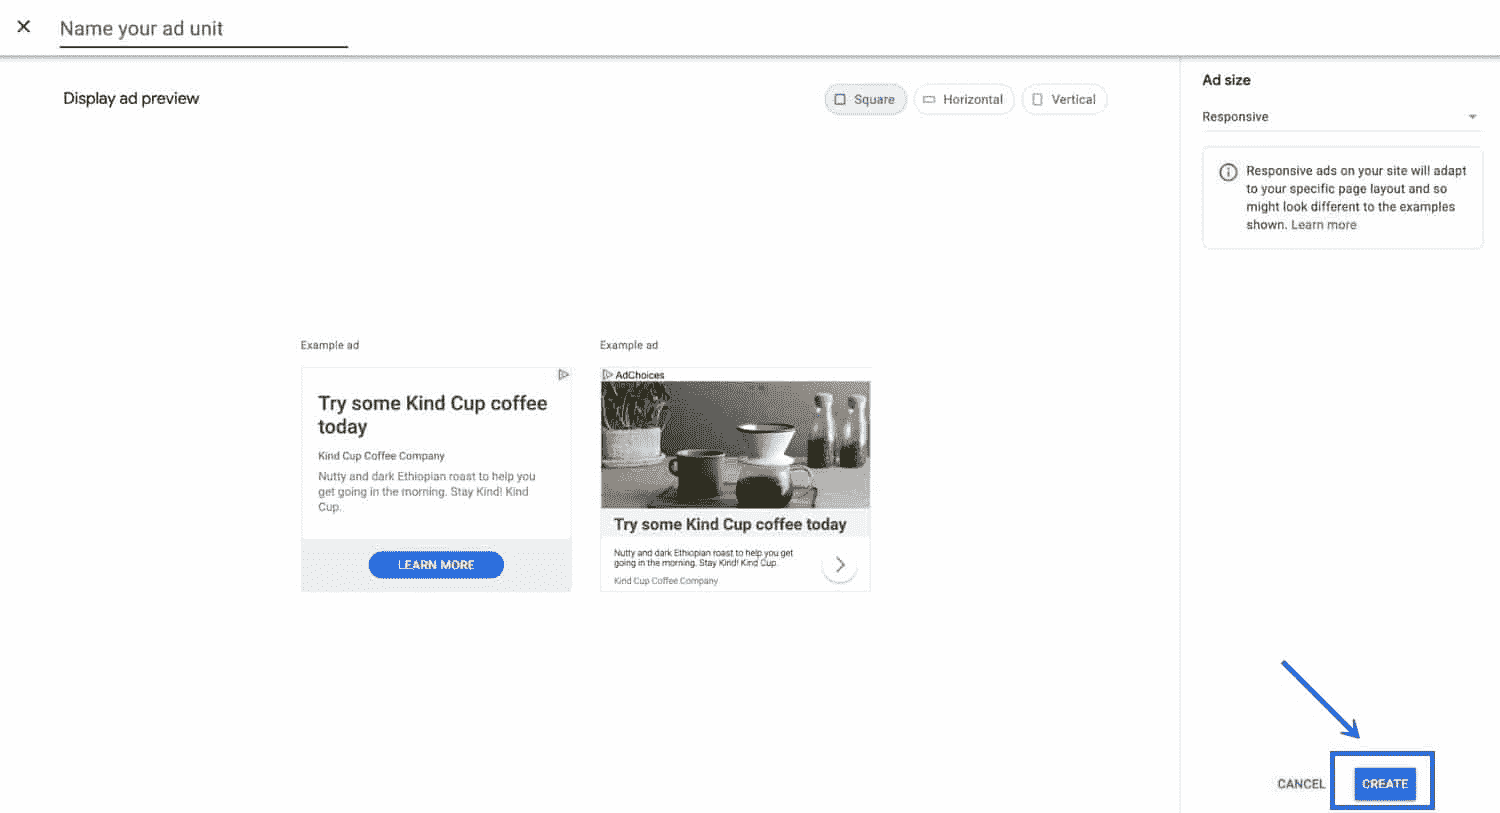 Name your ad unit
Display ad preview
Square
Horizontal
Vertical
Ad size
Responsive
Responsive ads on your site will adapt
to your specific page layout and so
might look different to the examples
shown. Learn more
Example ad
Try some Kind Cup coffee
today
Kind Cup Coffee Company
Nutty and dark Ethiopian roast to help you
get going in the morning. Stay Kind! Kind
Cup.
LEARN MORE
Example ad
AdChoices
Try some Kind Cup coffee today
Nutty and dark Ethiopian roast to help you get
going in the morning. Stay Kind! Kind Cup.
Kind Cup Coffee Company
CANCEL
CREATE